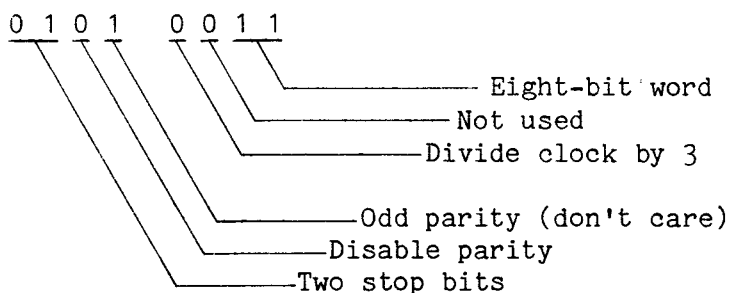 0 1 0 1 0 0 1 1
Eight-bit word
Not used
Divide clock by 3
Odd parity (don't care)
Disable parity
Two stop bits